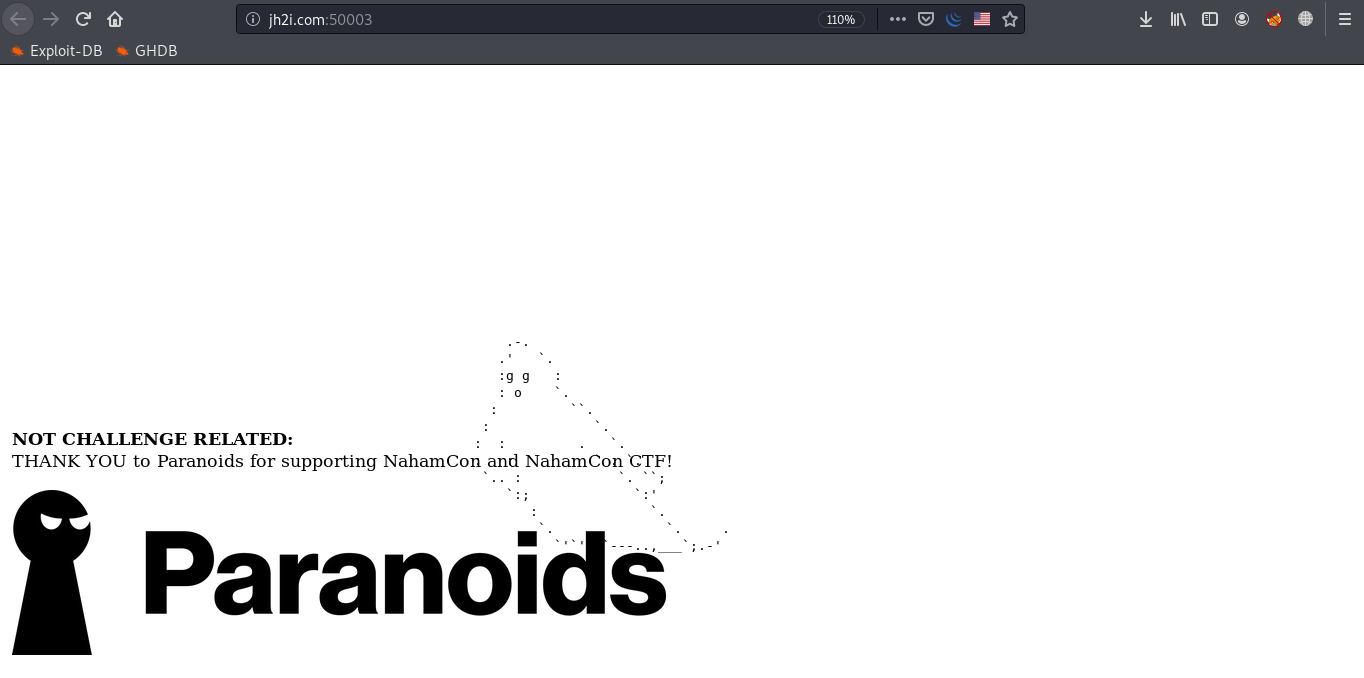 jh2i.com:50003
110%
Exploit-DB
GHDB
g g
o
NOT CHALLENGE RELATED:
THANK YOU to Paranoids for supporting NahamCon and NahamCon CTF!
Paranoids